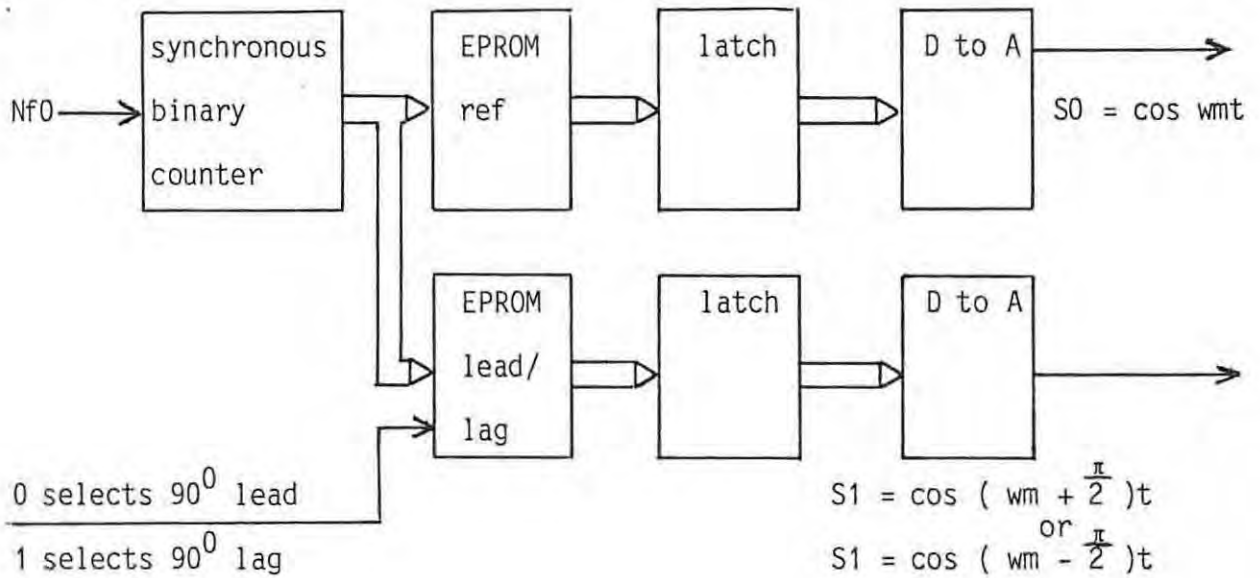 synchronous
binary
counter
Nf0
EPROM
ref
latch
D to A
S0 = cos wmt
EPROM
lead/
lag
latch
D to A
0 selects 90⁰ lead
1 selects 90⁰ lag
S1 = cos ( wm + π/2 )t
or
S1 = cos ( wm - π/2 )t